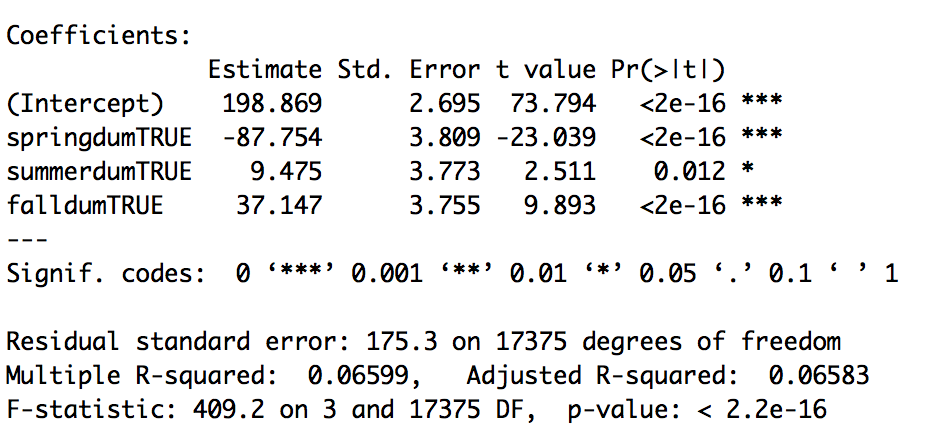 Coefficients:
              Estimate Std. Error t value Pr(>|t|)
(Intercept)    198.869      2.695  73.794   <2e-16 ***
springdumTRUE  -87.754      3.809 -23.039   <2e-16 ***
summerdumTRUE    9.475      3.773   2.511    0.012 *
falldumTRUE     37.147      3.755   9.893   <2e-16 ***
---
Signif. codes:  0 ‘***’ 0.001 ‘**’ 0.01 ‘*’ 0.05 ‘.’ 0.1 ‘ ’ 1
Residual standard error: 175.3 on 17375 degrees of freedom
Multiple R-squared:  0.06599,   Adjusted R-squared:  0.06583
F-statistic: 409.2 on 3 and 17375 DF,  p-value: < 2.2e-16